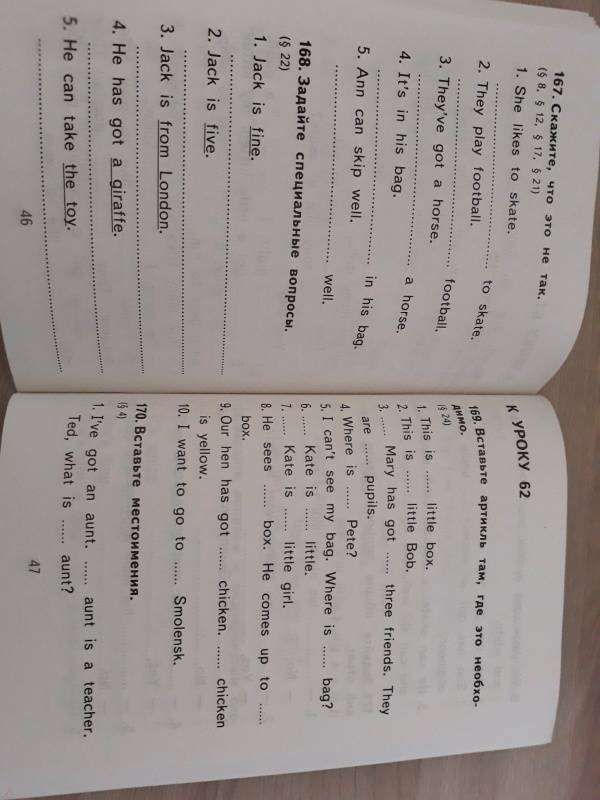 167. Скажите, что это не так.
(§ 8, § 12, § 17, § 21)
1. She likes to skate.
........................................ to skate.
2. They play football.
........................................ football.
3. They've got a horse.
........................................ a horse.
4. It's in his bag.
........................................ in his bag.
5. Ann can skip well.
........................................ well.
168. Задайте специальные вопросы.
(§ 22)
1. Jack is fine.
........................................
2. Jack is five.
........................................
3. Jack is from London.
........................................
4. He has got a giraffe.
........................................
5. He can take the toy.
........................................
46
К УРОКУ 62
169. Вставьте артикль там, где это необхо-
димо.
(§ 24)
1. This is ...... little box.
2. This is ...... little Bob.
3. ...... Mary has got ...... three friends. They
are ...... pupils.
4. Where is ...... Pete?
5. I can't see my bag. Where is ...... bag?
6. ...... Kate is ...... little.
7. ...... Kate is ...... little girl.
8. He sees ...... box. He comes up to ......
box.
9. Our hen has got ...... chicken. ...... chicken
is yellow.
10. I want to go to ...... Smolensk.
170. Вставьте местоимения.
(§ 4)
1. I've got an aunt. ...... aunt is a teacher.
Ted, what is ...... aunt?
47